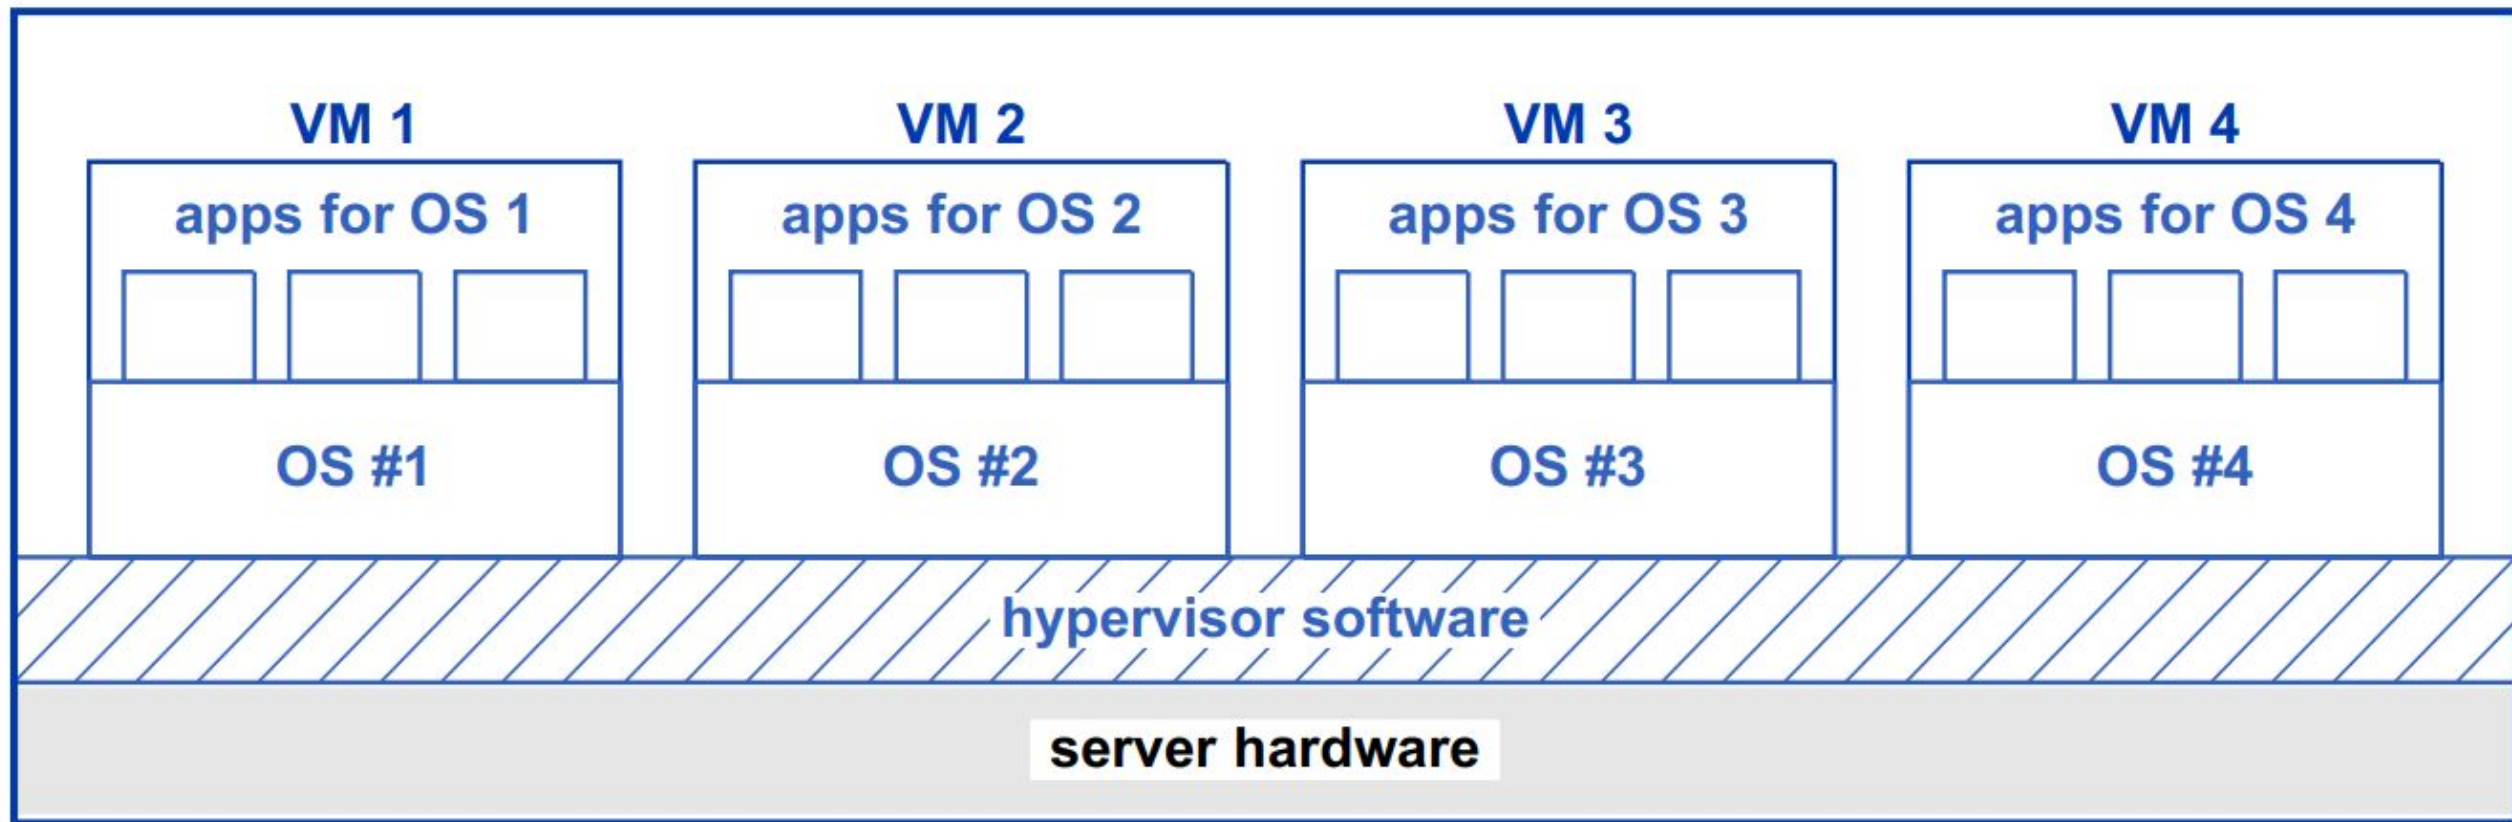 VM 1 VM 2 VM 3 VM 4
apps for OS 1 apps for OS 2 apps for OS 3 apps for OS 4
OS #1 OS #2 OS #3 OS #4
hypervisor software
server hardware